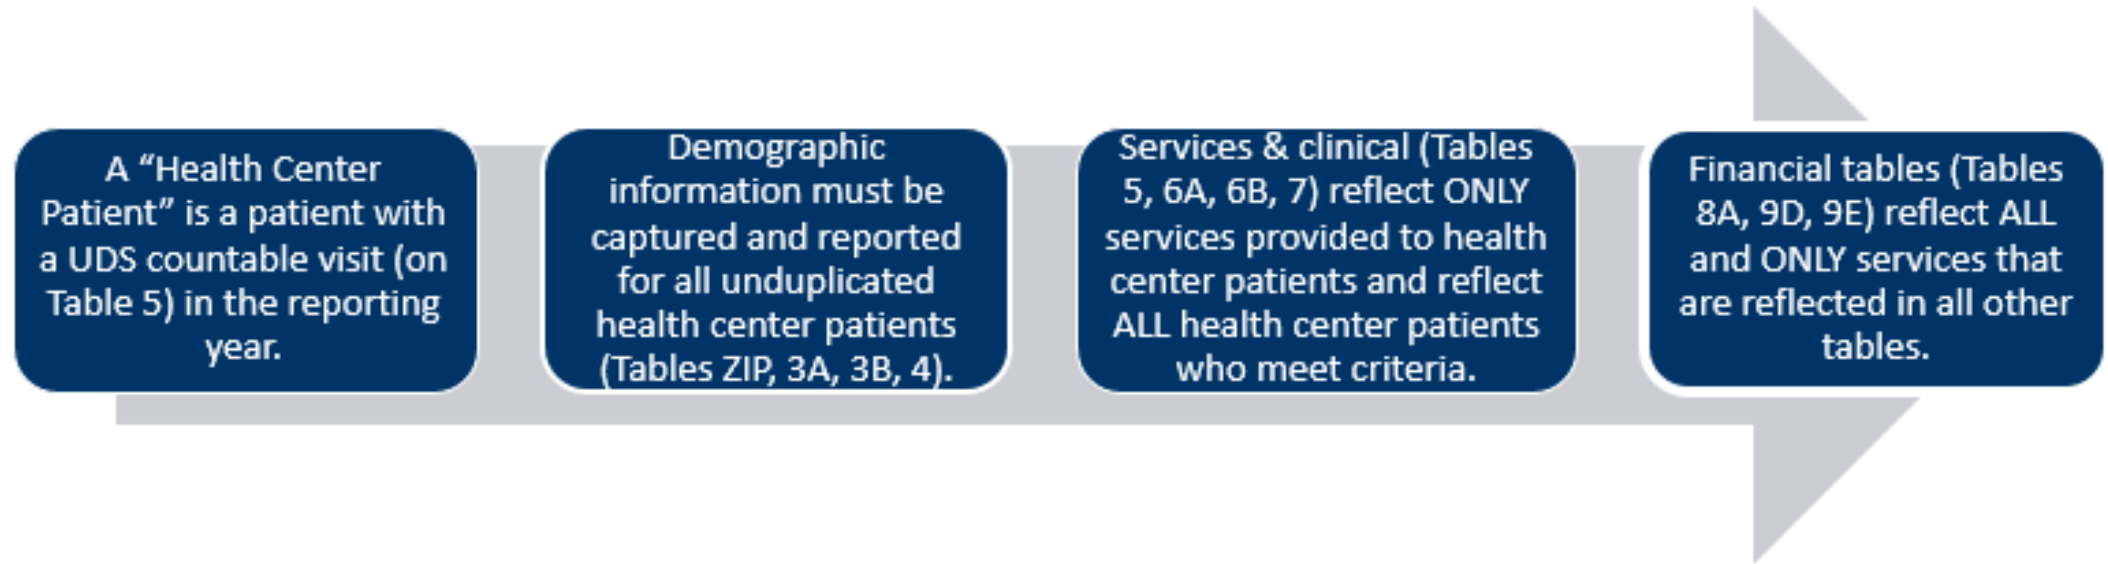 A “Health Center
Patient” is a patient with
a UDS countable visit (on
Table 5) in the reporting
year.
Demographic
information must be
captured and reported
for all unduplicated
health center patients
(Tables ZIP, 3A, 3B, 4).
Services & clinical (Tables
5, 6A, 6B, 7) reflect ONLY
services provided to health
center patients and reflect
ALL health center patients
who meet criteria.
Financial tables (Tables
8A, 9D, 9E) reflect ALL
and ONLY services that
are reflected in all other
tables.